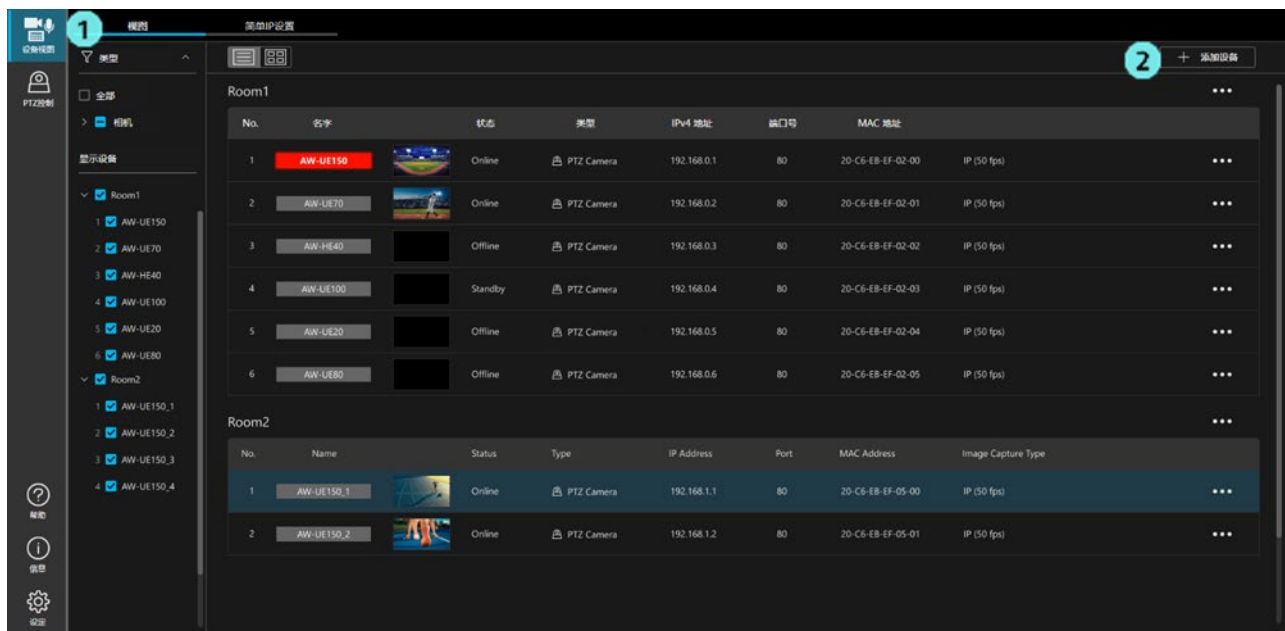 设备视图
PTZ控制
帮助
信息
设定
1 视图 简单IP设置
类型
全部
相机
显示设备
Room1
1 AW-UE150
2 AW-UE70
3 AW-HE40
4 AW-UE100
5 AW-UE20
6 AW-UE80
Room2
1 AW-UE150_1
2 AW-UE150_2
3 AW-UE150_3
4 AW-UE150_4
2 + 添加设备
Room1 •••
No. 名字 状态 类型 IPv4 地址 端口号 MAC 地址
1 AW-UE150 Online PTZ Camera 192.168.0.1 80 20-C6-EB-EF-02-00 IP (50 fps) •••
2 AW-UE70 Online PTZ Camera 192.168.0.2 80 20-C6-EB-EF-02-01 IP (50 fps) •••
3 AW-HE40 Offline PTZ Camera 192.168.0.3 80 20-C6-EB-EF-02-02 IP (50 fps) •••
4 AW-UE100 Standby PTZ Camera 192.168.0.4 80 20-C6-E8-EF-02-03 IP (50 fps) •••
5 AW-UE20 Offline PTZ Camera 192.168.0.5 80 20-C6-EB-EF-02-04 IP (50 fps) •••
6 AW-UE80 Offline PTZ Camera 192.168.0.6 80 20-C6-E8-EF-02-05 IP (50 fps) •••
Room2 •••
No. Name Status Type IP Address Port MAC Address Image Capture Type
1 AW-UE150_1 Online PTZ Camera 192.168.1.1 80 20-C6-E8-EF-05-00 IP (50 fps) •••
2 AW-UE150_2 Online PTZ Camera 192.168.1.2 80 20-C6-E8-EF-05-01 IP (50 fps) •••